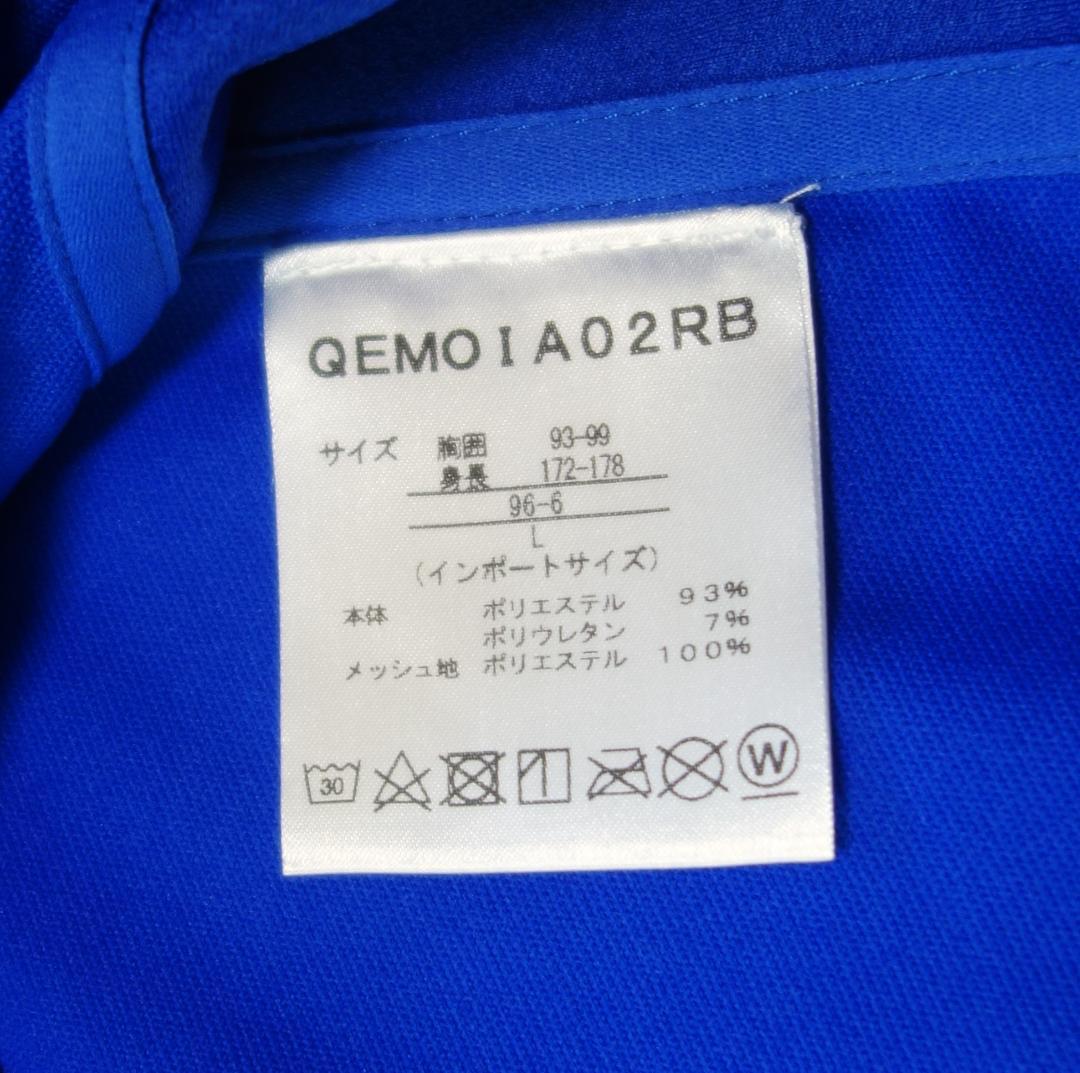 QEMOIA02RB
サイズ 胸囲 93-99
身長 172-178
96-6
L
(インポートサイズ)
本体 ポリエステル 93%
ポリウレタン 7%
メッシュ地 ポリエステル 100%
30 W